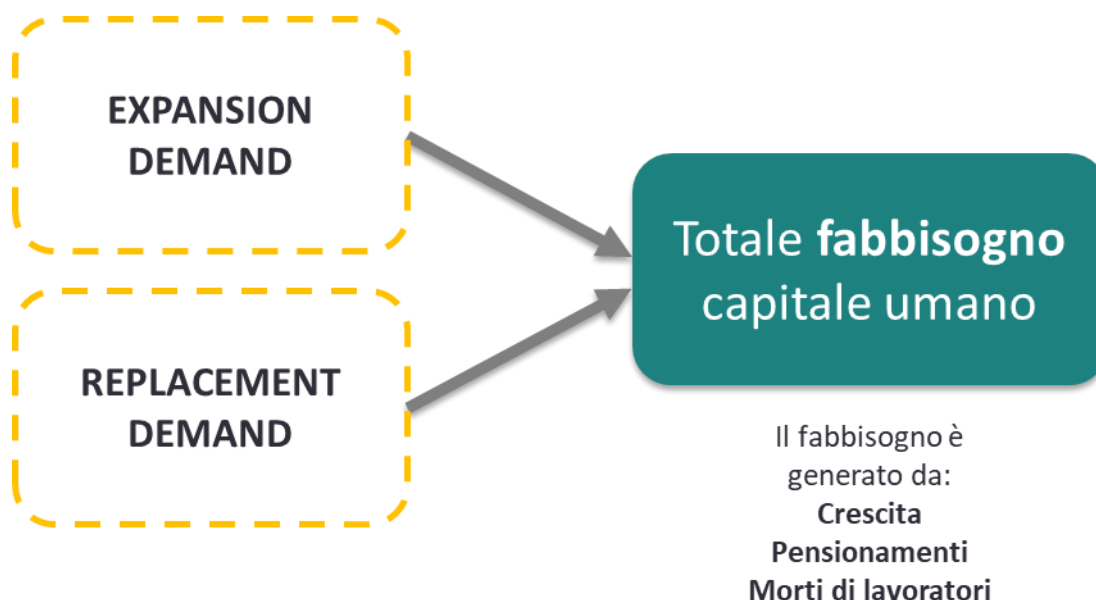 EXPANSION
DEMAND
REPLACEMENT
DEMAND
Totale fabbisogno
capitale umano
Il fabbisogno è
generato da:
Crescita
Pensionamenti
Morti di lavoratori